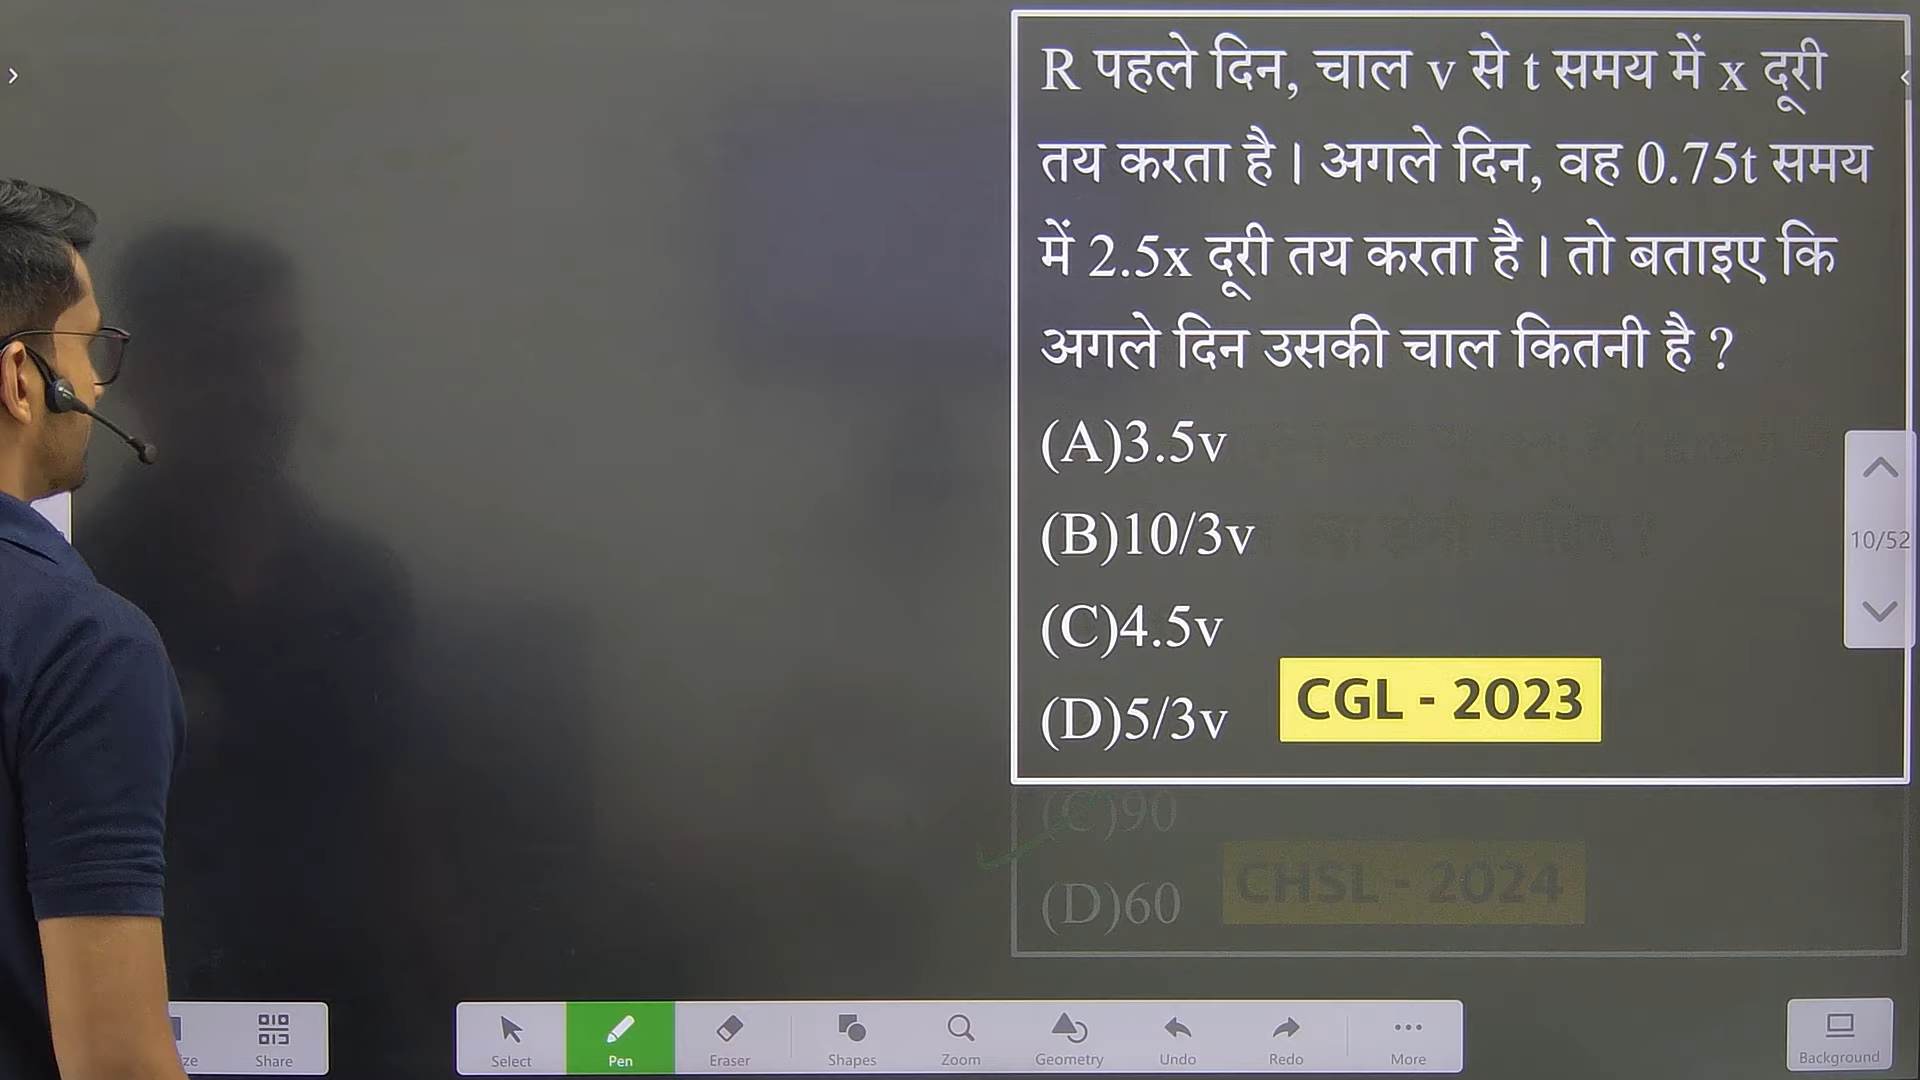 R पहले दिन, चाल v से t समय में x दूरी
तय करता है। अगले दिन, वह 0.75t समय
में 2.5x दूरी तय करता है। तो बताइए कि
अगले दिन उसकी चाल कितनी है ?
(A)3.5v
(B)10/3v
(C)4.5v
(D)5/3v
CGL - 2023
10/52
(C)90
(D)60
CHSL - 2024
Share
Select
Pen
Eraser
Shapes
Zoom
Geometry
Undo
Redo
More
Background